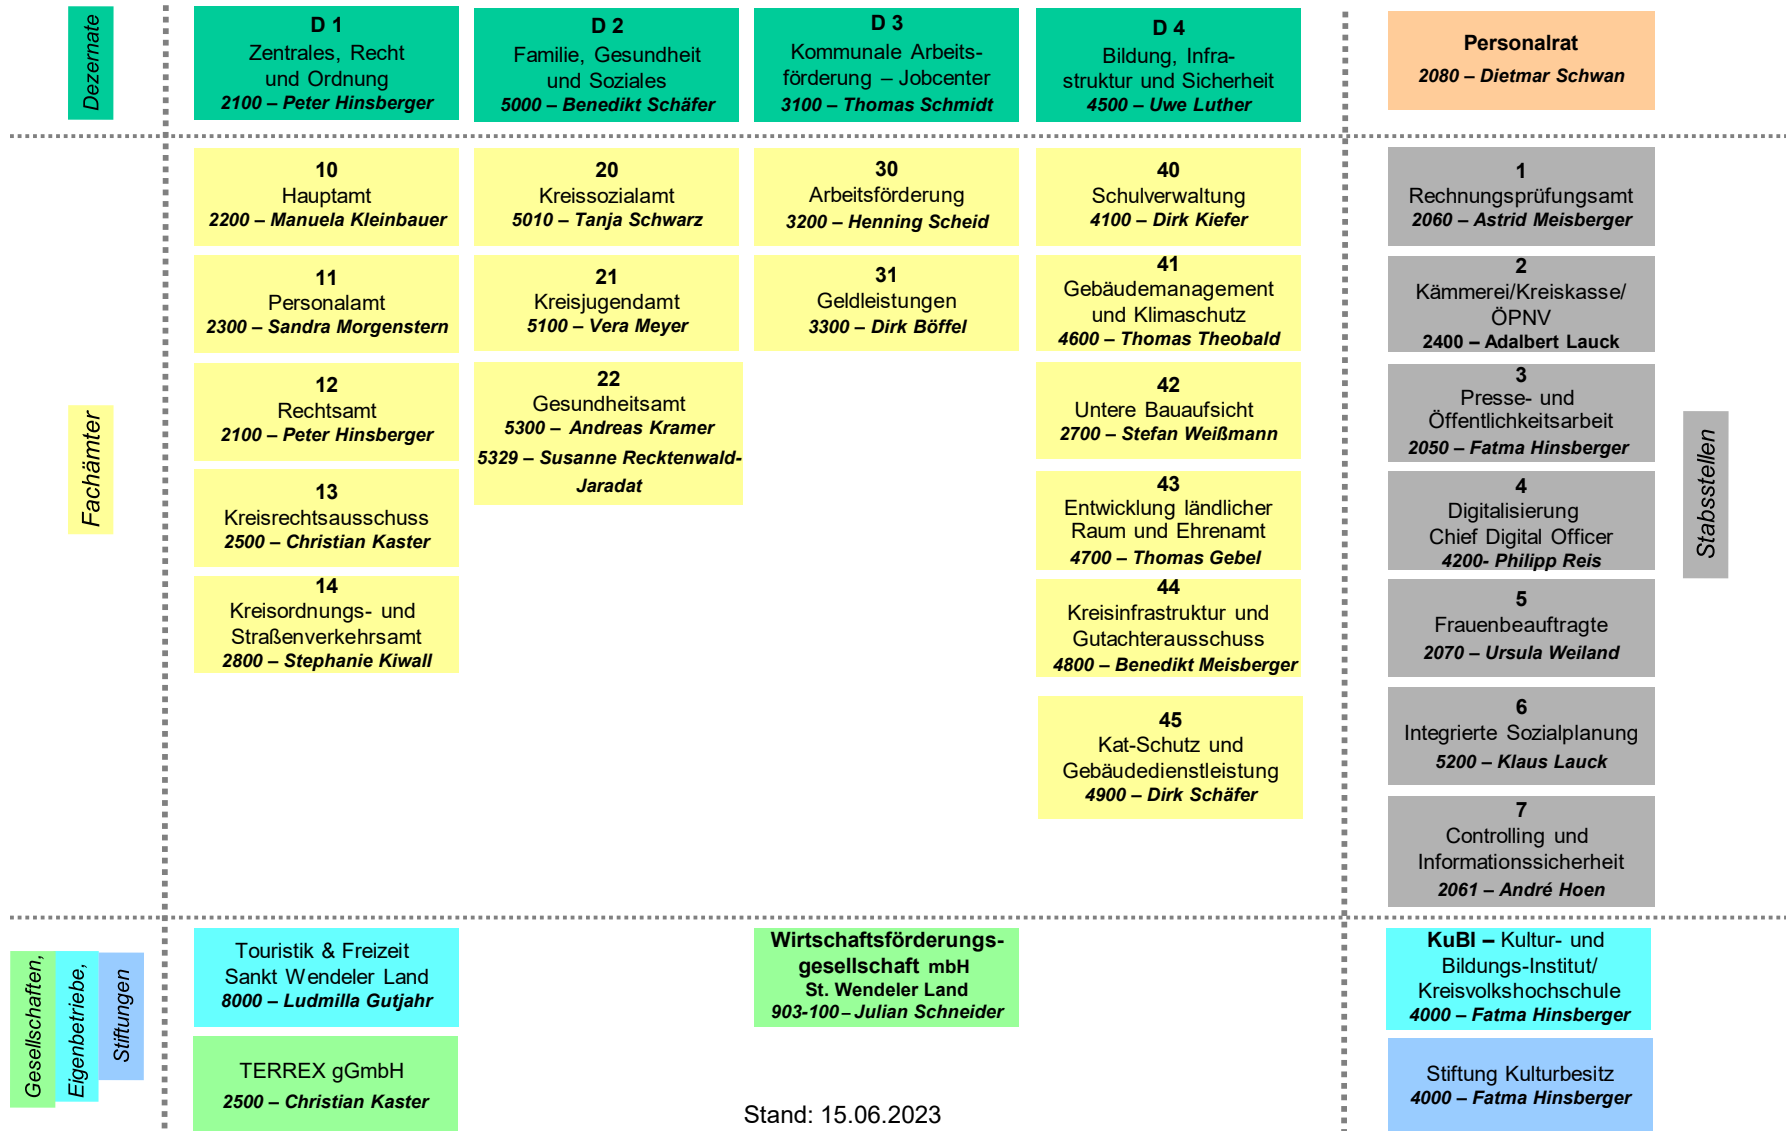 Dezernate
D 1
Zentrales, Recht
und Ordnung
2100 – Peter Hinsberger
D 2
Familie, Gesundheit
und Soziales
5000 – Benedikt Schäfer
D 3
Kommunale Arbeits-
förderung – Jobcenter
3100 – Thomas Schmidt
D 4
Bildung, Infra-
struktur und Sicherheit
4500 – Uwe Luther
Personalrat
2080 – Dietmar Schwan
Fachämter
10
Hauptamt
2200 – Manuela Kleinbauer
11
Personalamt
2300 – Sandra Morgenstern
12
Rechtsamt
2100 – Peter Hinsberger
13
Kreisrechtsausschuss
2500 – Christian Kaster
14
Kreisordnungs- und
Straßenverkehrsamt
2800 – Stephanie Kiwall
20
Kreissozialamt
5010 – Tanja Schwarz
21
Kreisjugendamt
5100 – Vera Meyer
22
Gesundheitsamt
5300 – Andreas Kramer
5329 – Susanne Recktenwald-
Jaradat
30
Arbeitsförderung
3200 – Henning Scheid
31
Geldleistungen
3300 – Dirk Böffel
40
Schulverwaltung
4100 – Dirk Kiefer
41
Gebäudemanagement
und Klimaschutz
4600 – Thomas Theobald
42
Untere Bauaufsicht
2700 – Stefan Weißmann
43
Entwicklung ländlicher
Raum und Ehrenamt
4700 – Thomas Gebel
44
Kreisinfrastruktur und
Gutachterausschuss
4800 – Benedikt Meisberger
45
Kat-Schutz und
Gebäudedienstleistung
4900 – Dirk Schäfer
1
Rechnungsprüfungsamt
2060 – Astrid Meisberger
2
Kämmerei/Kreiskasse/
ÖPNV
2400 – Adalbert Lauck
3
Presse- und
Öffentlichkeitsarbeit
2050 – Fatma Hinsberger
4
Digitalisierung
Chief Digital Officer
4200- Philipp Reis
5
Frauenbeauftragte
2070 – Ursula Weiland
6
Integrierte Sozialplanung
5200 – Klaus Lauck
7
Controlling und
Informationssicherheit
2061 – André Hoen
Stabsstellen
Gesellschaften,
Eigenbetriebe,
Stiftungen
Touristik & Freizeit
Sankt Wendeler Land
8000 – Ludmilla Gutjahr
TERREX gGmbH
2500 – Christian Kaster
Wirtschaftsförderungs-
gesellschaft mbH
St. Wendeler Land
903-100 – Julian Schneider
KuBI – Kultur- und
Bildungs-Institut/
Kreisvolkshochschule
4000 – Fatma Hinsberger
Stiftung Kulturbesitz
4000 – Fatma Hinsberger
Stand: 15.06.2023